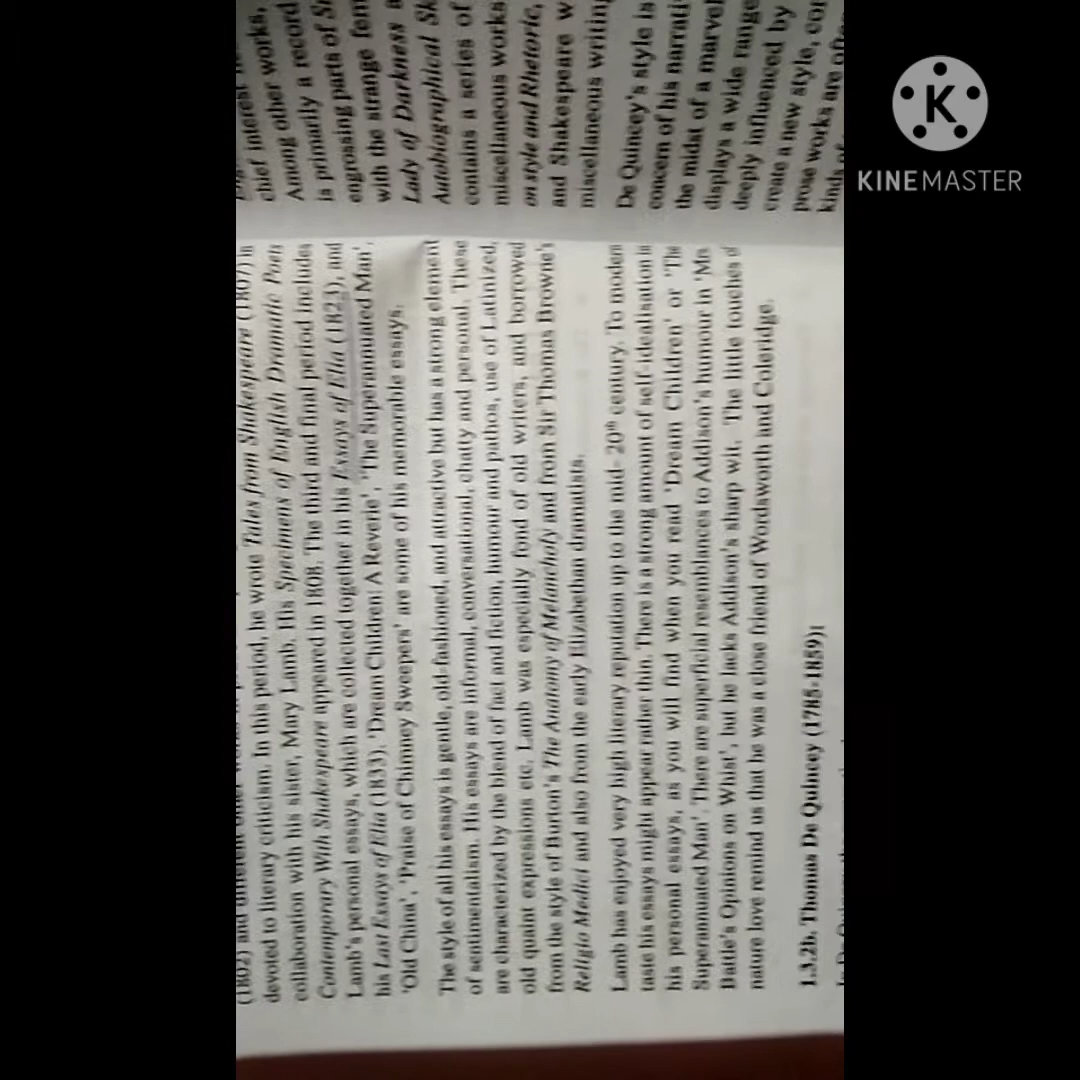 (1802) and different other works in
devoted to literary criticism. In this period, he wrote Tales from Shakespeare (1807) in
collaboration with his sister, Mary Lamb. His Specimens of English Dramatic Poets
Contemporary With Shakespeare appeared in 1808. The third and final period includes
Lamb's personal essays, which are collected together in his Essays of Elia (1823), and
his Last Essays of Elia (1833). 'Dream Children: A Reverie', 'The Superannuated Man',
'Old China', 'Praise of Chimney Sweepers' are some of his memorable essays.
The style of all his essays is gentle, old-fashioned, and attractive but has a strong element
of sentimentalism. His essays are informal, conversational, chatty and personal. These
are characterized by the blend of fact and fiction, humour and pathos, use of Latinized,
old quaint expressions etc. Lamb was especially fond of old writers, and borrowed
from the style of Burton's The Anatomy of Melancholy and from Sir Thomas Browne's
Religio Medici and also from the early Elizabethan dramatists.
Lamb has enjoyed very high literary reputation up to the mid- 20th century. To modern
taste his essays might appear rather thin. There is a strong amount of self-idealisation in
his personal essays, as you will find when you read 'Dream Children' or 'The
Superannuated Man'. There are superficial resemblances to Addison's humour in 'Mrs
Battle's Opinions on Whist', but he lacks Addison's sharp wit. The little touches of
nature love remind us that he was a close friend of Wordsworth and Coleridge.
1.3.2b. Thomas De Quincey (1785-1859):
chief interest
Among other works,
is primarily a record
engrossing parts of
with the strange
Lady of Darkness
Autobiographical
contains a series of
miscellaneous works
on style and Rhetoric,
and Shakespeare
miscellaneous writing
De Quincey's style is
concern of his
the midst of a
displays a wide range
deeply influenced by
create a new style,
prose works are
kinds of
K
KINEMASTER